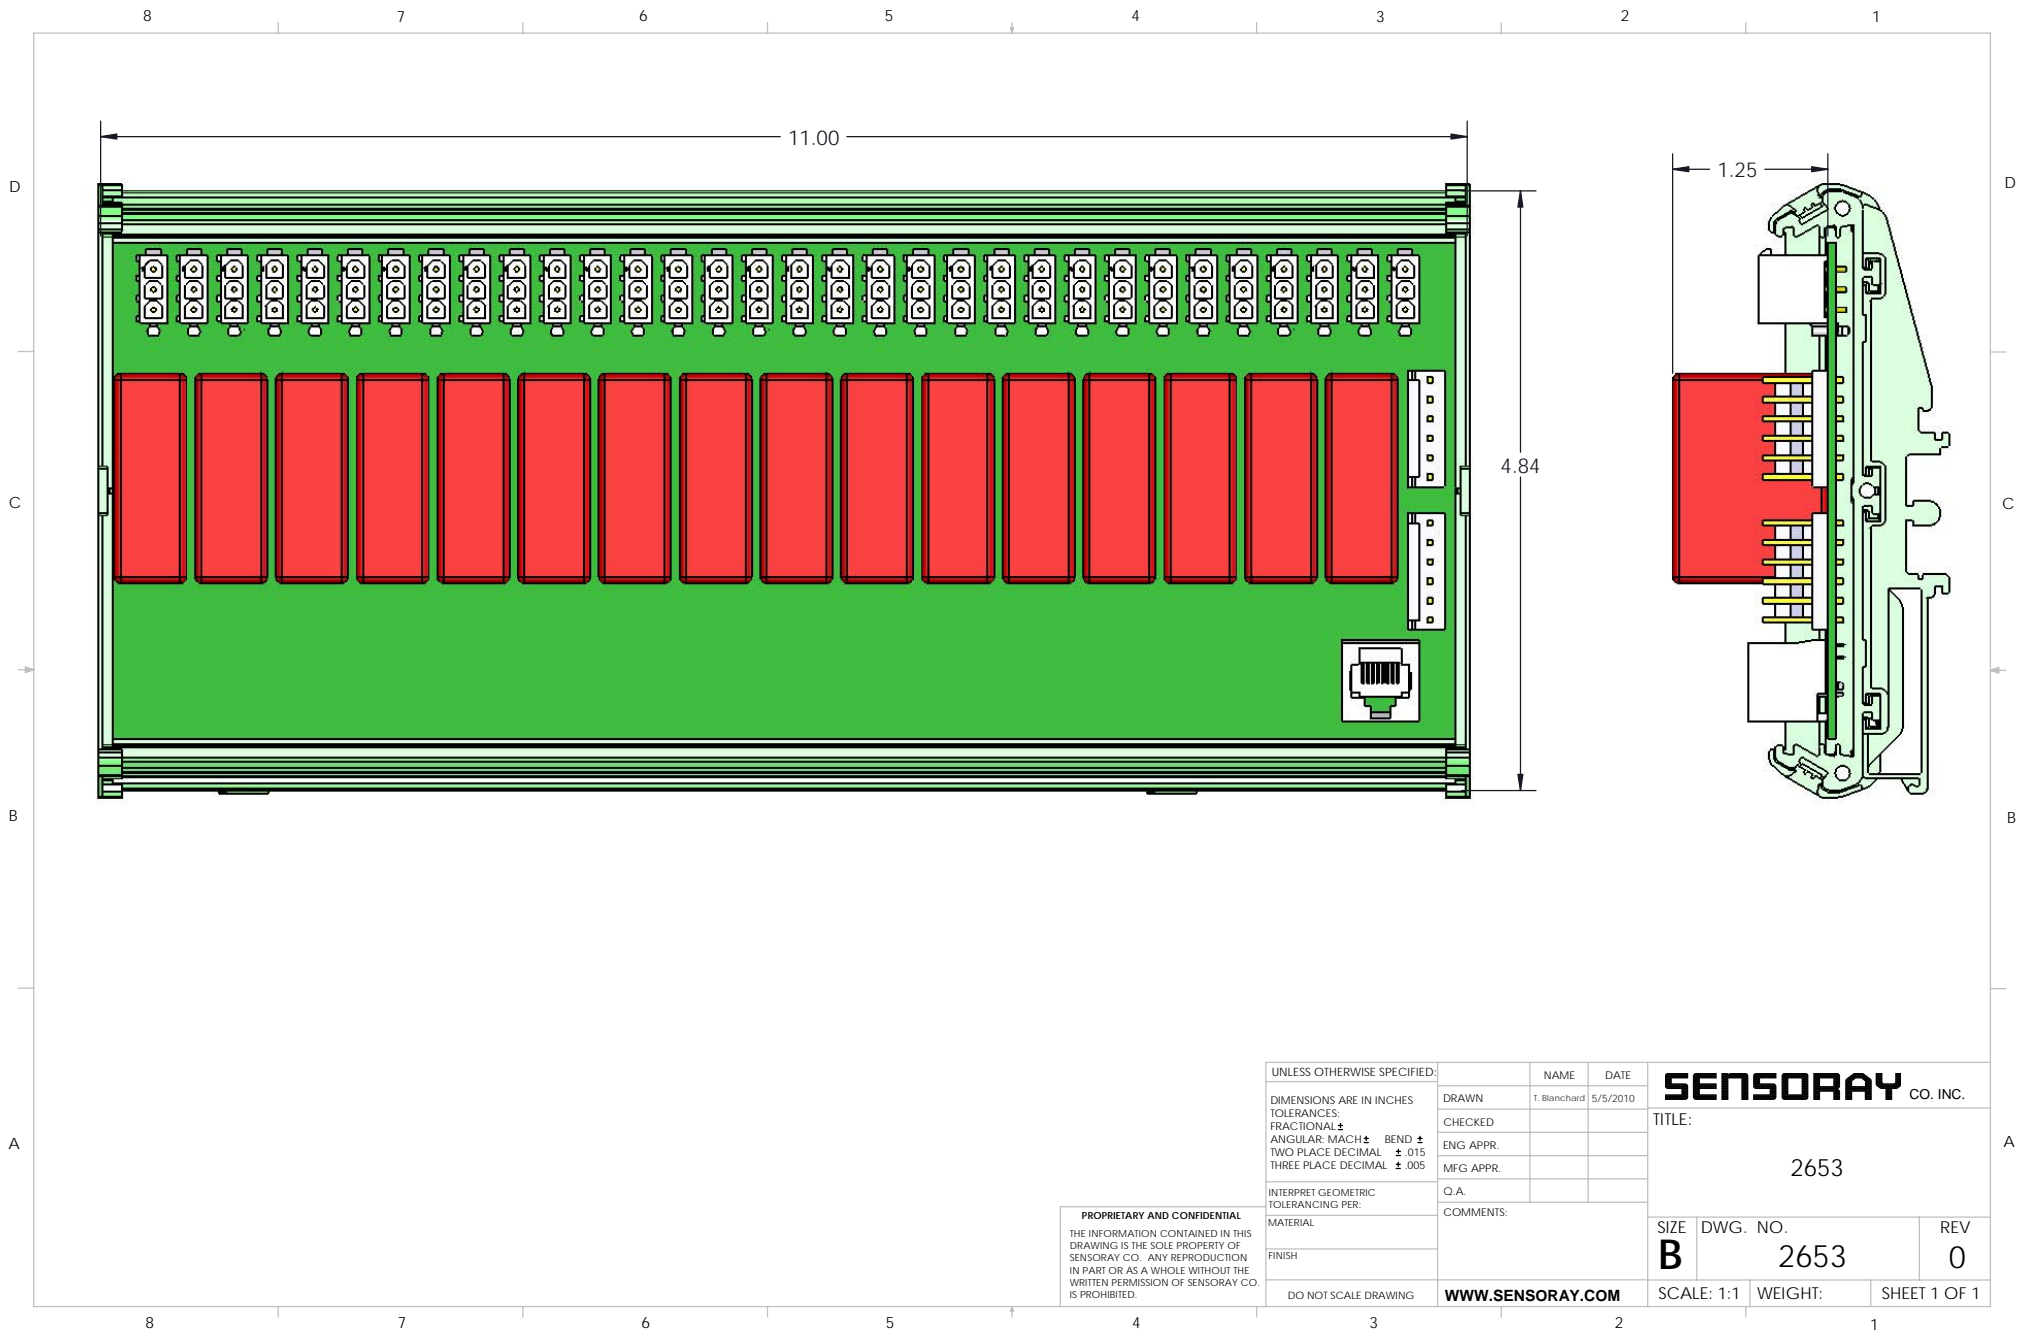 8 7 6 5 4 3 2 1
11.00
1.25
D D
4.84
C C
B B
A A
UNLESS OTHERWISE SPECIFIED:
DIMENSIONS ARE IN INCHES
TOLERANCES:
FRACTIONAL ±
ANGULAR: MACH ± BEND ±
TWO PLACE DECIMAL ± .015
THREE PLACE DECIMAL ± .005
INTERPRET GEOMETRIC
TOLERANCING PER:
MATERIAL
FINISH
DO NOT SCALE DRAWING
NAME DATE
DRAWN T. Blanchard 5/5/2010
CHECKED
ENG APPR.
MFG APPR.
Q.A.
COMMENTS:
WWW.SENSORAY.COM
SENSORAY CO. INC.
TITLE:
2653
SIZE DWG. NO. REV
B 2653 0
SCALE: 1:1 WEIGHT: SHEET 1 OF 1
PROPRIETARY AND CONFIDENTIAL
THE INFORMATION CONTAINED IN THIS
DRAWING IS THE SOLE PROPERTY OF
SENSORAY CO. ANY REPRODUCTION
IN PART OR AS A WHOLE WITHOUT THE
WRITTEN PERMISSION OF SENSORAY CO.
IS PROHIBITED.
8 7 6 5 4 3 2 1